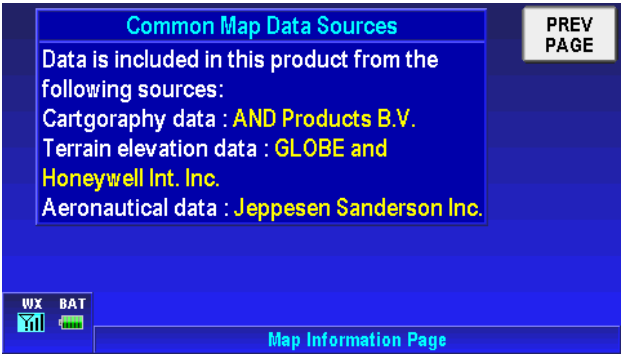 Common Map Data Sources
PREV
PAGE
Data is included in this product from the
following sources:
Cartgoraphy data : AND Products B.V.
Terrain elevation data : GLOBE and
Honeywell Int. Inc.
Aeronautical data : Jeppesen Sanderson Inc.
WX BAT
Map Information Page